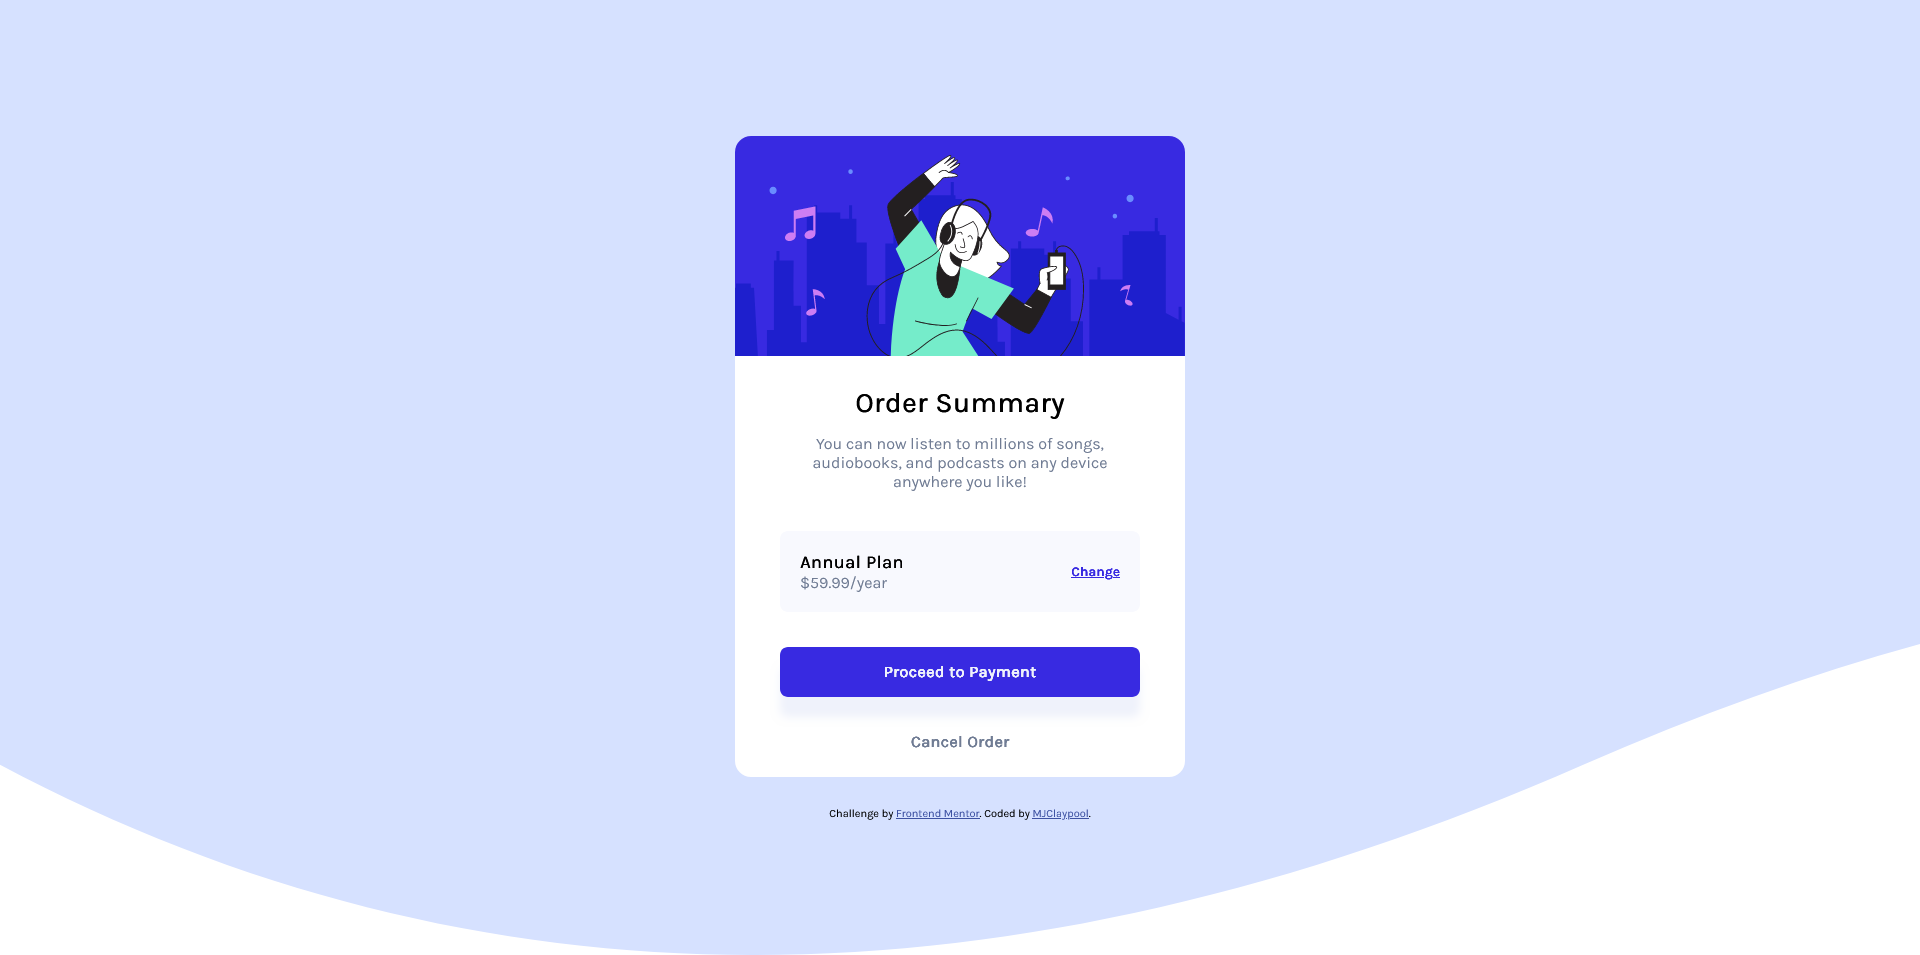 Order Summary
You can now listen to millions of songs,
audiobooks, and podcasts on any device
anywhere you like!
Annual Plan
$59.99/year
Change
Proceed to Payment
Cancel Order
Challenge by Frontend Mentor. Coded by MJClaypool.